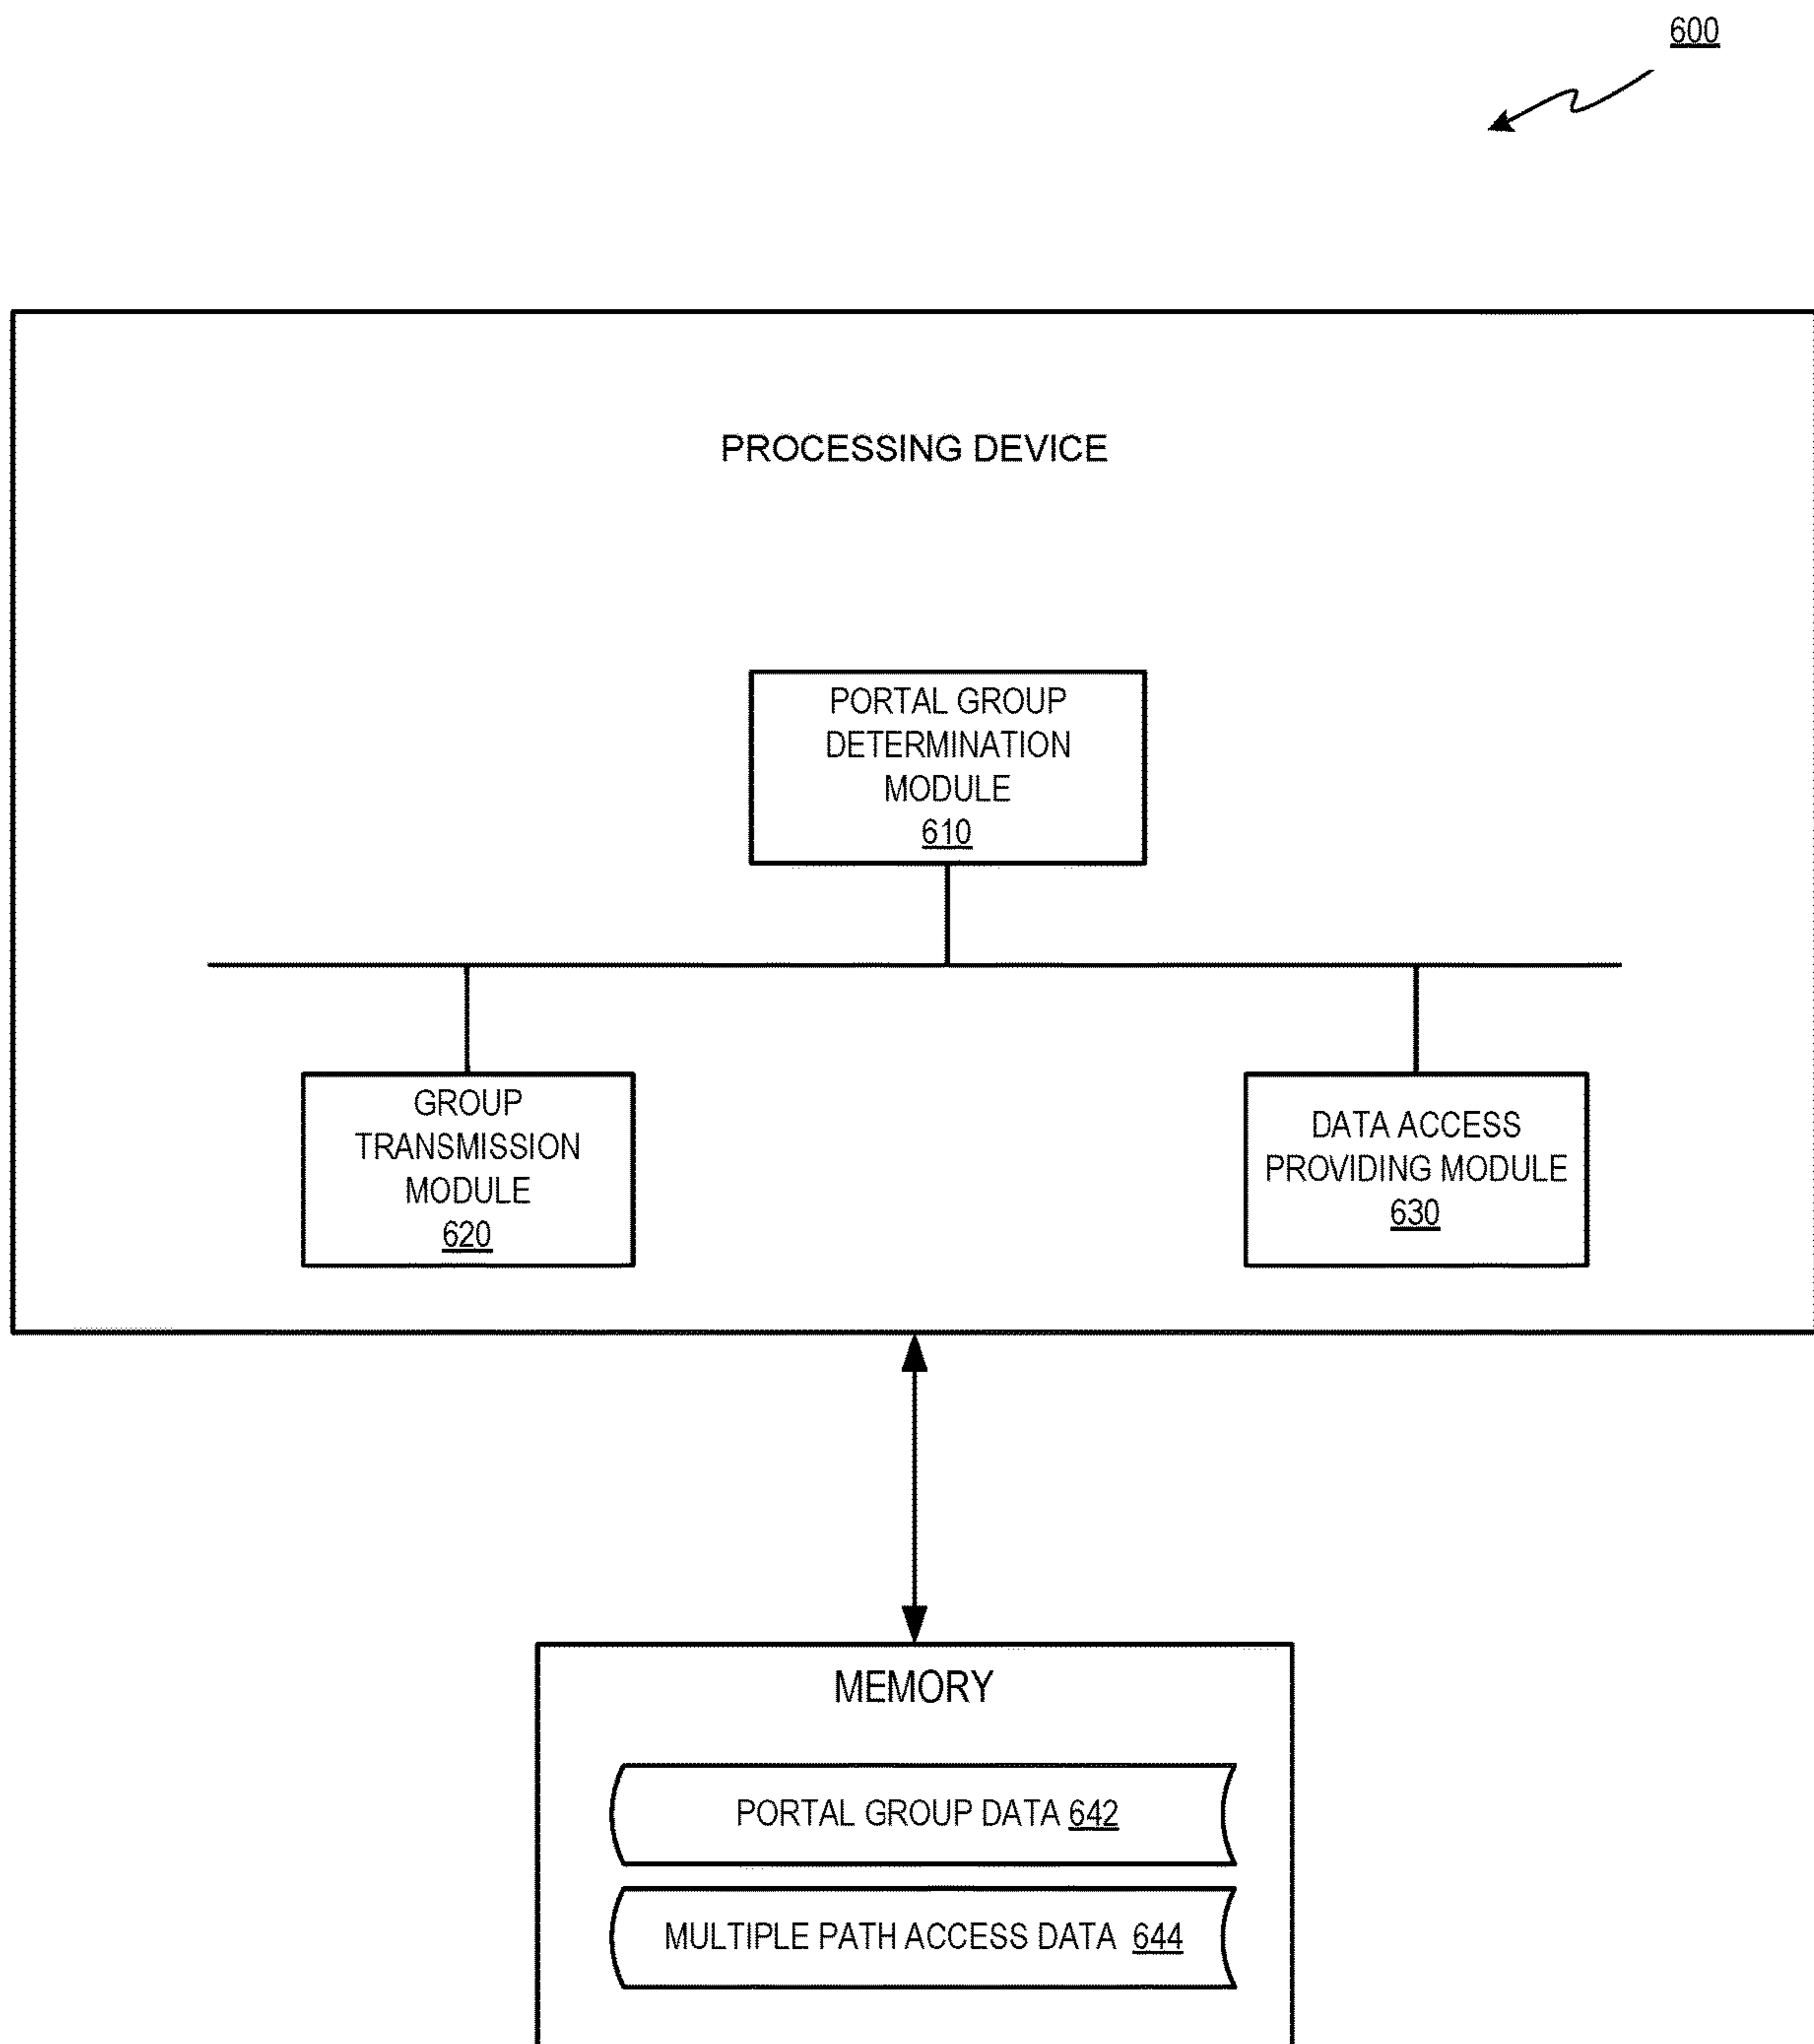 600
PROCESSING DEVICE
PORTAL GROUP
DETERMINATION
MODULE
610
GROUP
TRANSMISSION
MODULE
620
DATA ACCESS
PROVIDING MODULE
630
MEMORY
PORTAL GROUP DATA 642
MULTIPLE PATH ACCESS DATA 644